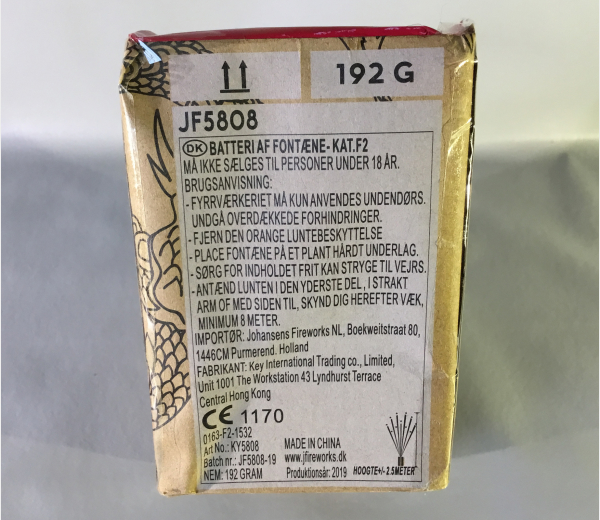 192 G
JF5808
DK BATTERI AF FONTÆNE- KAT.F2
MÅ IKKE SÆLGES TIL PERSONER UNDER 18 ÅR.
BRUGSANVISNING:
- FYRRVÆRKERIET MÅ KUN ANVENDES UNDENDØRS.
UNDGÅ OVERDÆKKEDE FORHINDRINGER.
- FJERN DEN ORANGE LUNTEBESKYTTELSE
- PLACE FONTÆNE PÅ ET PLANT HÅRDT UNDERLAG.
- SØRG FOR INDHOLDET FRIT KAN STRYGE TIL VEJRS.
- ANTÆND LUNTEN I DEN YDERSTE DEL , I STRAKT
ARM OF MED SIDEN TIL, SKYND DIG HEREFTER VÆK,
MINIMUM 8 METER.
IMPORTØR: Johansens Fireworks NL, Boekweitstraat 80,
1446CM Purmerend. Holland
FABRIKANT: Key International Trading co., Limited,
Unit 1001 The Workstation 43 Lyndhurst Terrace
Central Hong Kong
CE 1170
0163-F2-1532
Art No.: KY5808 MADE IN CHINA
Batch nr.: JF5808-19 www.jfireworks.dk
NEM: 192 GRAM Produktionsår: 2019 HOOGTE+/- 2.5METER